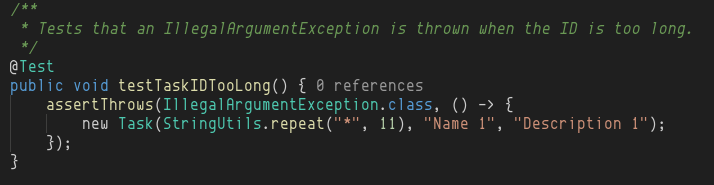 /**
 * Tests that an IllegalArgumentException is thrown when the ID is too long.
 */
@Test
public void testTaskIDTooLong() { 0 references
    assertThrows(IllegalArgumentException.class, () -> {
        new Task(StringUtils.repeat("*", 11), "Name 1", "Description 1");
    });
}